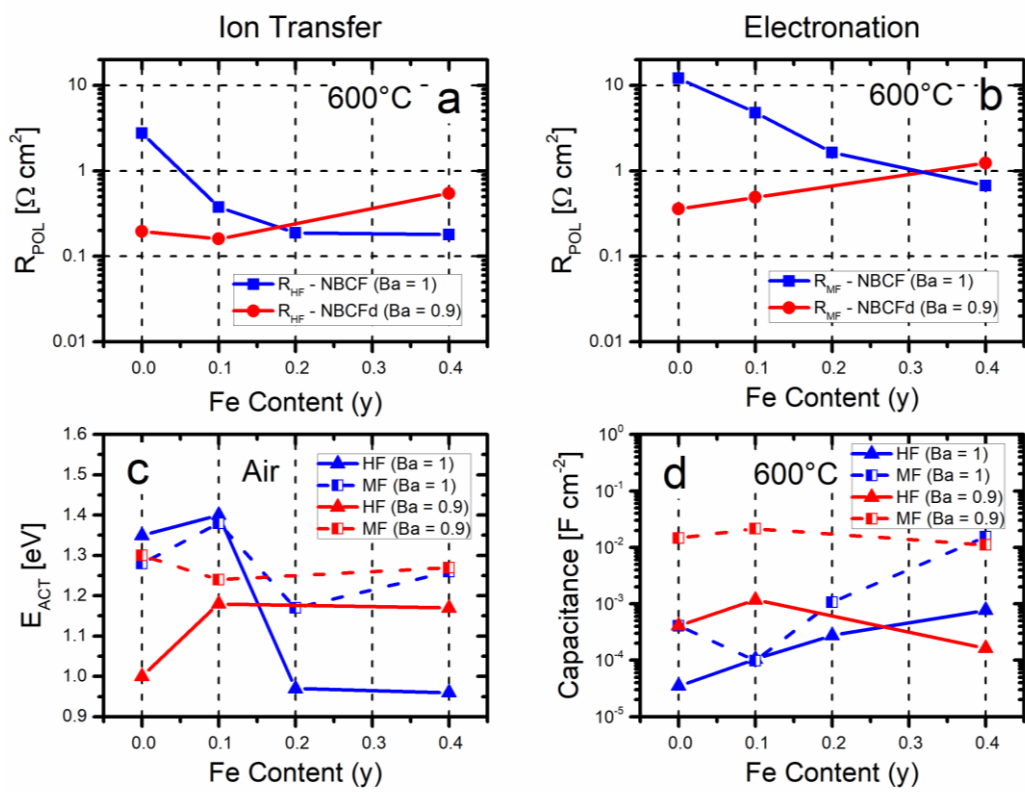 Ion Transfer
Electronation
10
1
0.1
0.01
R_POL [Ω cm²]
600°C
a
R_HF - NBCF (Ba = 1)
R_HF - NBCFd (Ba = 0.9)
0.0 0.1 0.2 0.3 0.4
Fe Content (y)
10
1
0.1
0.01
R_POL [Ω cm²]
600°C
b
R_MF - NBCF (Ba = 1)
R_MF - NBCFd (Ba = 0.9)
0.0 0.1 0.2 0.3 0.4
Fe Content (y)
1.6
1.5
1.4
1.3
1.2
1.1
1.0
0.9
E_ACT [eV]
c
Air
HF (Ba = 1)
MF (Ba = 1)
HF (Ba = 0.9)
MF (Ba = 0.9)
0.0 0.1 0.2 0.3 0.4
Fe Content (y)
10⁰
10⁻¹
10⁻²
10⁻³
10⁻⁴
10⁻⁵
Capacitance [F cm⁻²]
d
600°C
HF (Ba = 1)
MF (Ba = 1)
HF (Ba = 0.9)
MF (Ba = 0.9)
0.0 0.1 0.2 0.3 0.4
Fe Content (y)